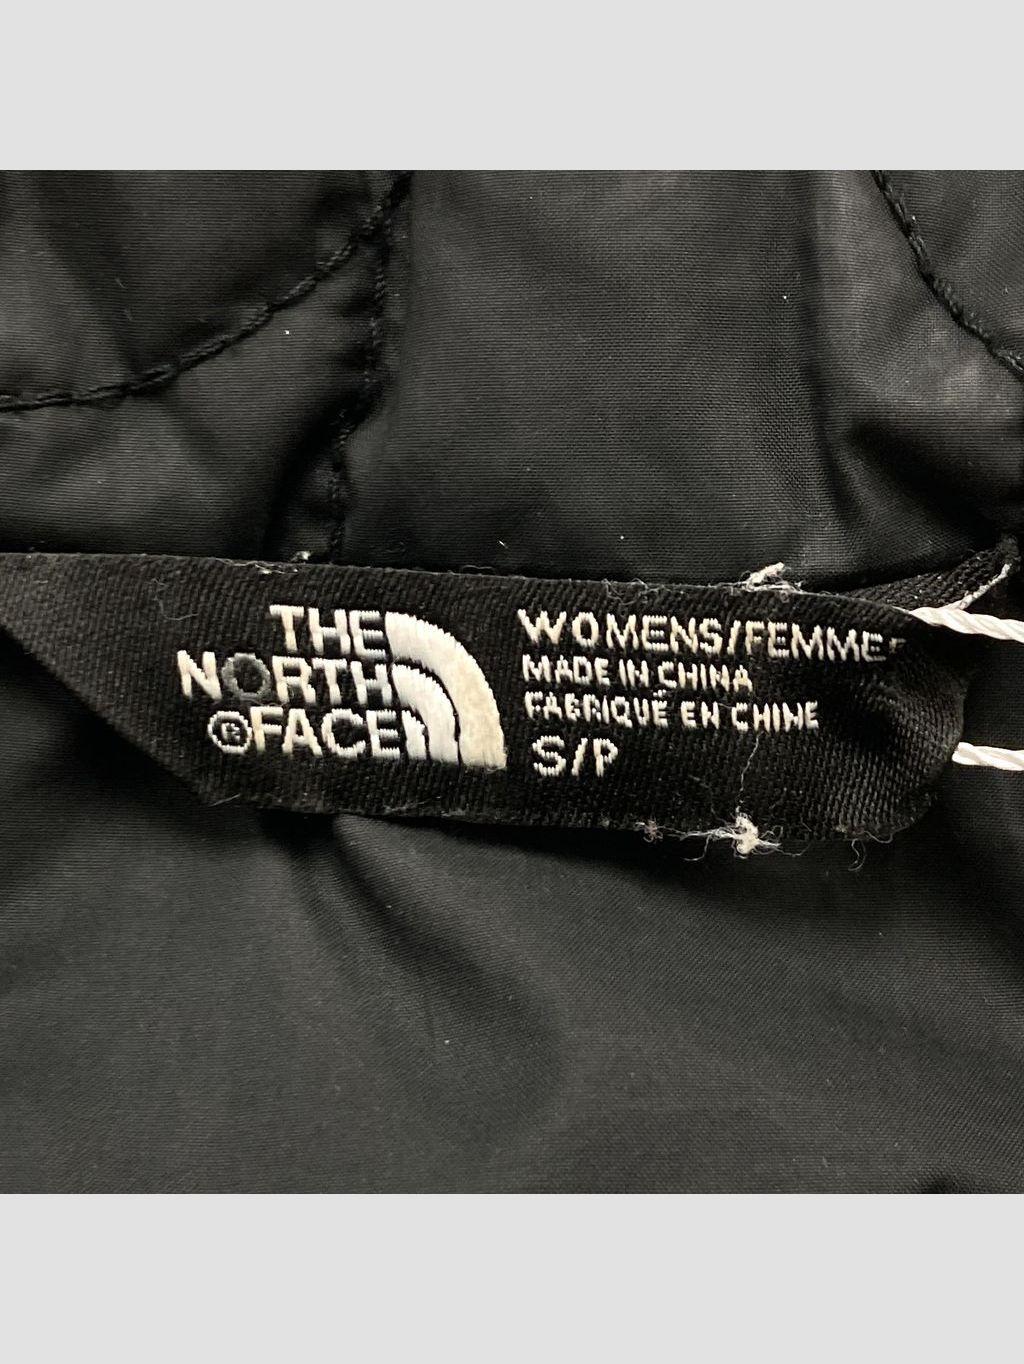 THE
NORTH
®FACE
WOMENS/FEMMES
MADE IN CHINA
FABRIQUÉ EN CHINE
S/P